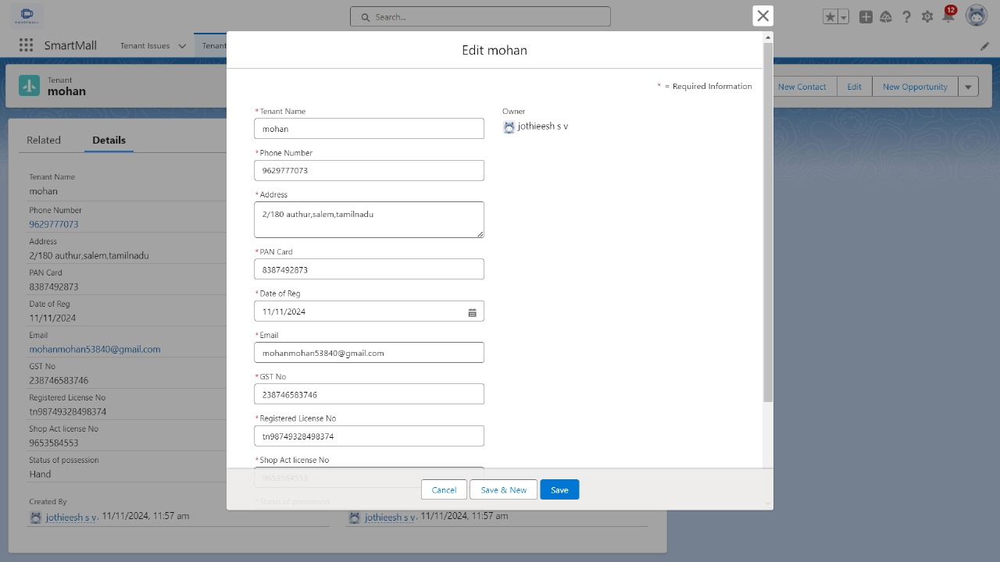 SMARTMALL
Search...
12
SmartMall
Tenant Issues
Tenant
Tenant
mohan
New Contact
Edit
New Opportunity
Related
Details
Tenant Name
mohan
Phone Number
9629777073
Address
2/180 authur,salem,tamilnadu
PAN Card
8387492873
Date of Reg
11/11/2024
Email
mohanmohan53840@gmail.com
GST No
238746583746
Registered License No
tn98749328498374
Shop Act license No
9653584553
Status of possession
Hand
Created By
jothieesh s v, 11/11/2024, 11:57 am
jothieesh s v, 11/11/2024, 11:57 am
Edit mohan
* = Required Information
*Tenant Name
mohan
Owner
jothieesh s v
*Phone Number
9629777073
*Address
2/180 authur,salem,tamilnadu
*PAN Card
8387492873
*Date of Reg
11/11/2024
*Email
mohanmohan53840@gmail.com
*GST No
238746583746
*Registered License No
tn98749328498374
*Shop Act license No
9653584553
*Status of possession
Cancel
Save & New
Save